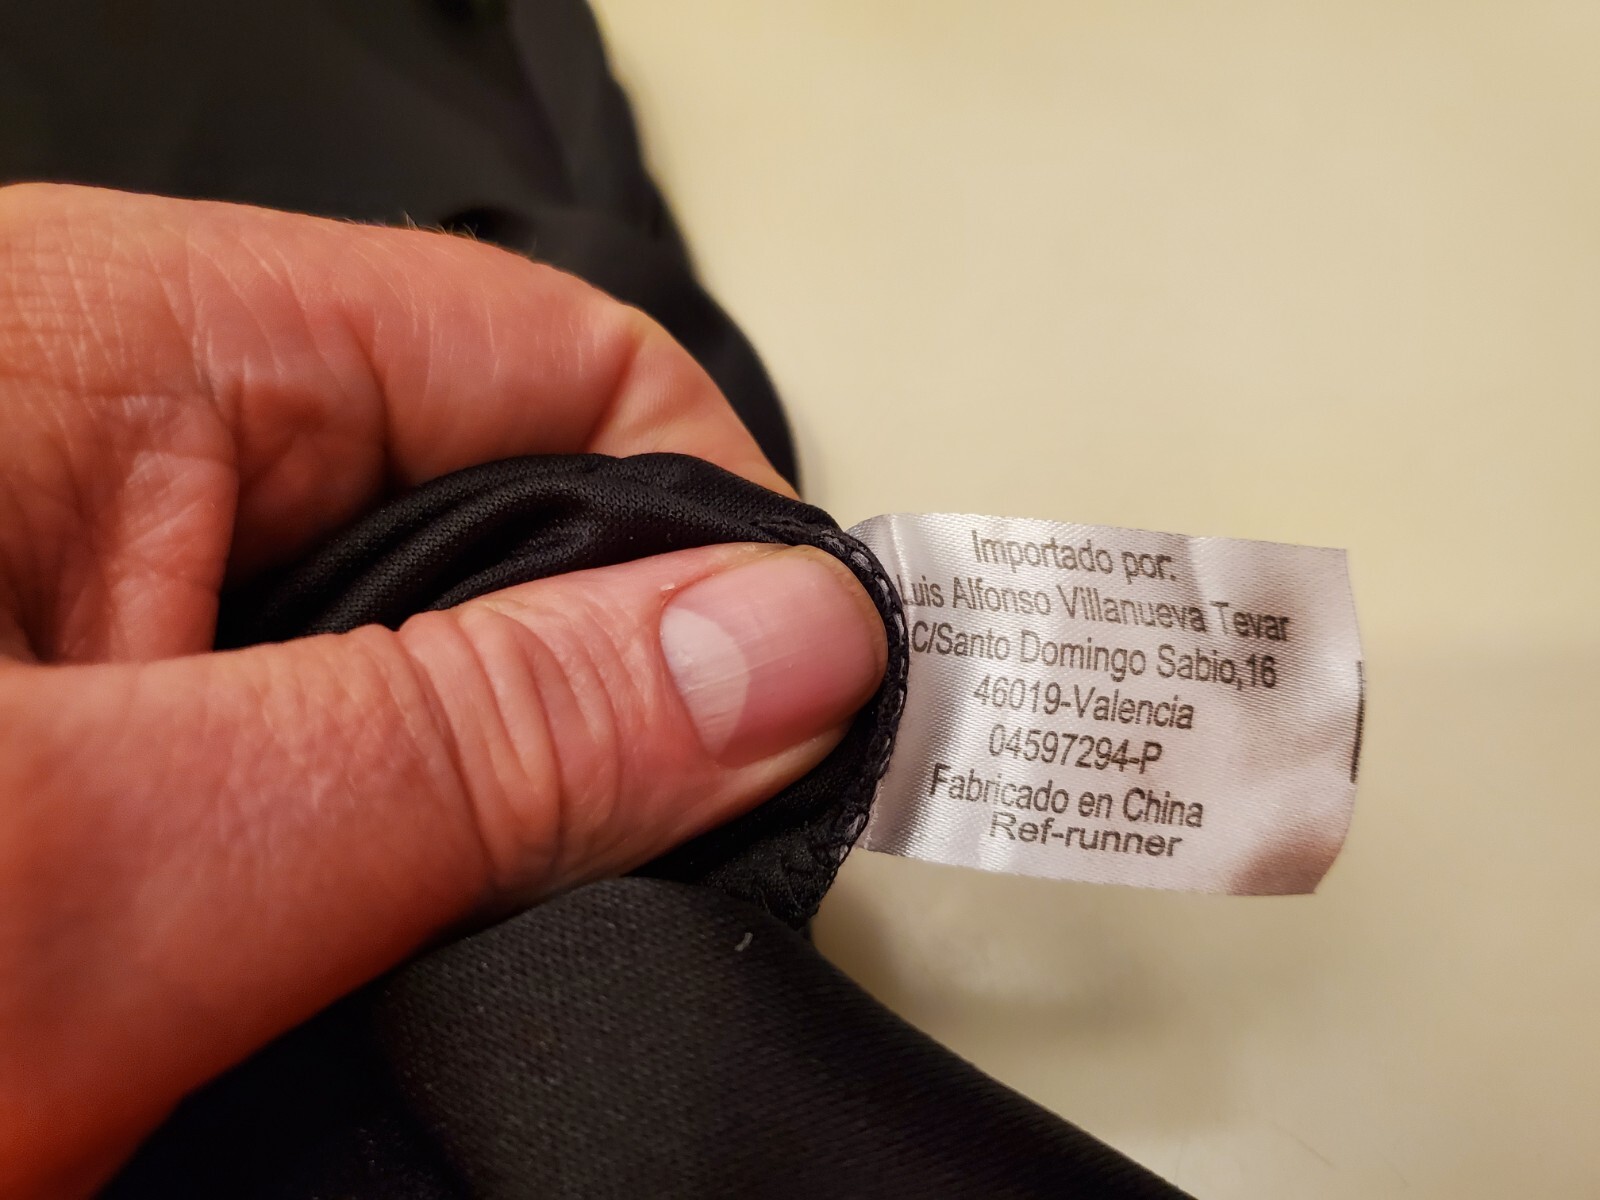 Importado por:
Luis Alfonso Villanueva Tevar
C/Santo Domingo Sabio,16
46019-Valencia
04597294-P
Fabricado en China
Ref-runner